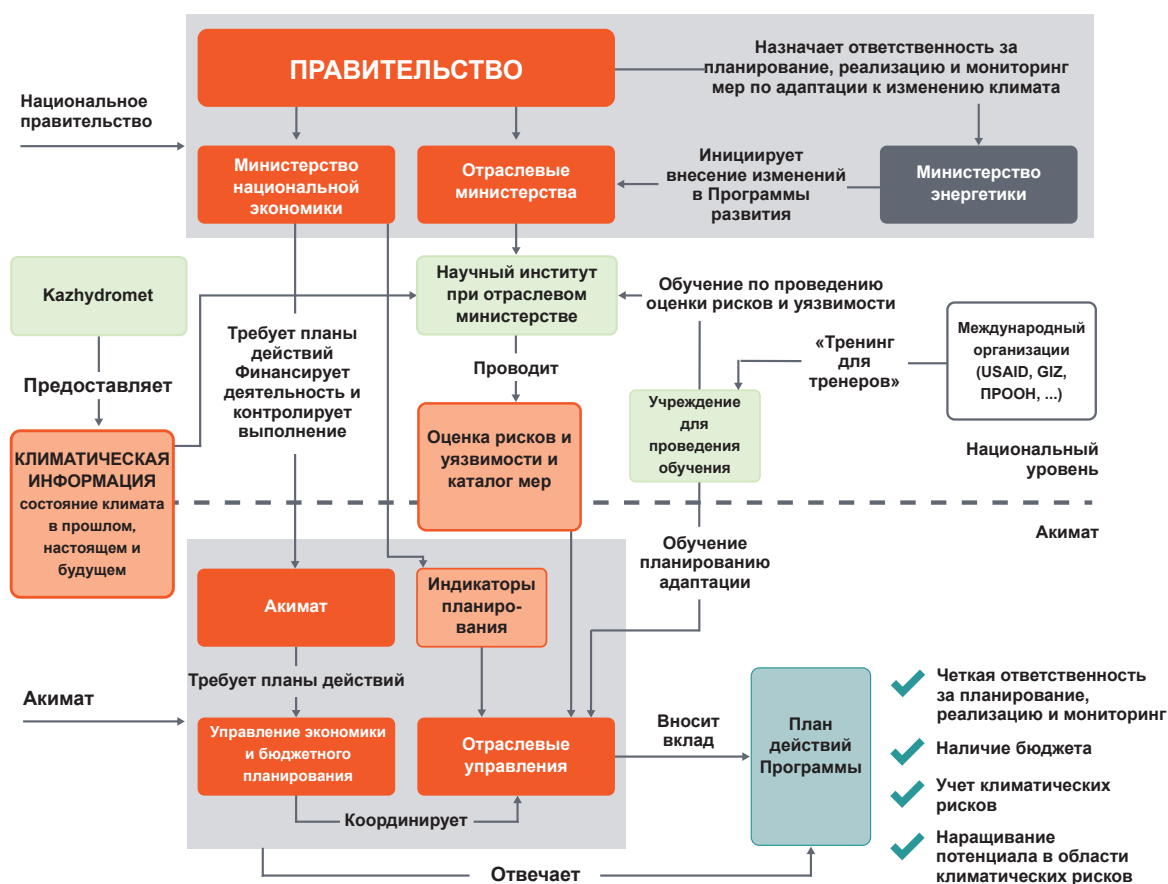 ПРАВИТЕЛЬСТВО
Назначает ответственность за
планирование, реализацию и мониторинг
мер по адаптации к изменению климата
Национальное
правительство
Министерство
национальной
экономики
Отраслевые
министерства
Инициирует
внесение изменений
в Программы
развития
Министерство
энергетики
Kazhydromet
Научный институт
при отраслевом
министерстве
Обучение по проведению
оценки рисков и уязвимости
Международный
организации
(USAID, GIZ,
ПРООН, ...)
Требует планы
действий
Финансирует
деятельность и
контролирует
выполнение
«Тренинг
для
тренеров»
Предоставляет
Проводит
Учреждение
для
проведения
обучения
КЛИМАТИЧЕСКАЯ
ИНФОРМАЦИЯ
состояние климата
в прошлом,
настоящем и
будущем
Оценка рисков и
уязвимости и
каталог мер
Национальный
уровень
Акимат
Обучение
планированию
адаптации
Акимат
Индикаторы
планиро-
вания
Требует планы действий
Акимат
Управление экономики
и бюджетного
планирования
Отраслевые
управления
Вносит
вклад
План
действий
Программы
Четкая ответственность
за планирование,
реализацию и мониторинг
Наличие бюджета
Учет климатических
рисков
Наращивание
потенциала в области
климатических рисков
Координирует
Отвечает